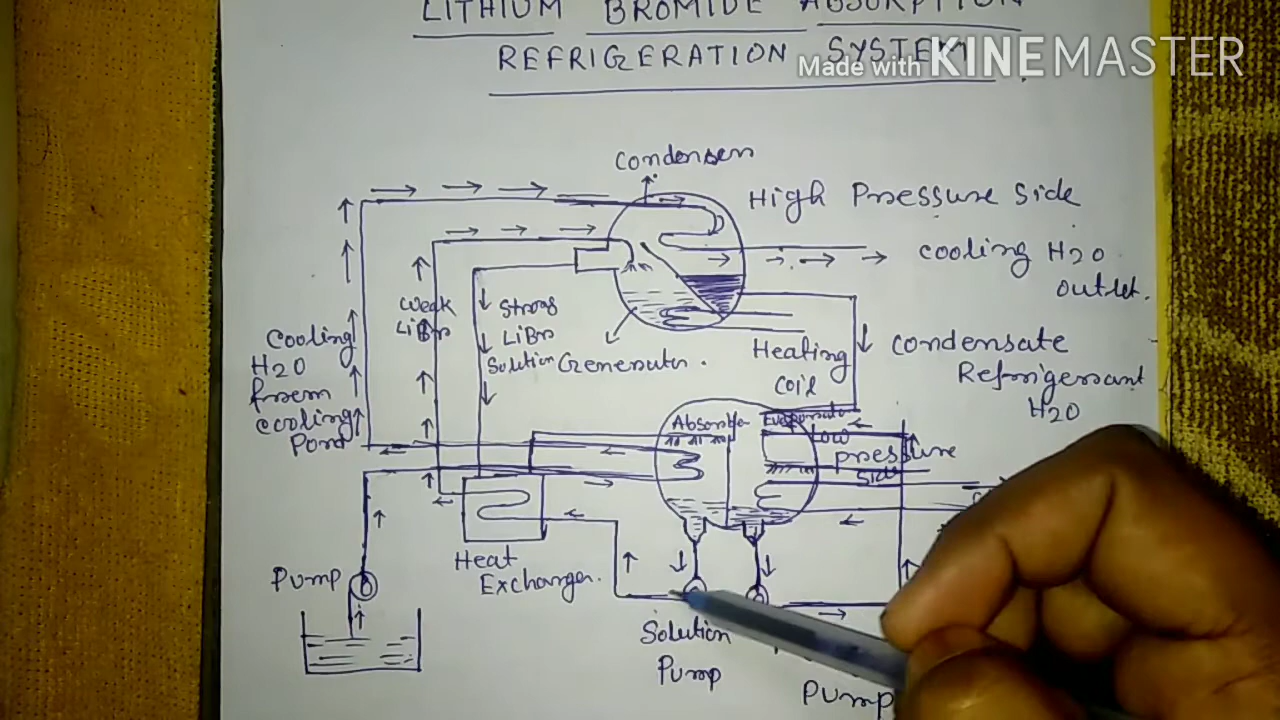 LITHIUM BROMIDE ABSORPTION
REFRIGERATION SYSTEM
Made with KINEMASTER
Condenser
High Pressure Side
Cooling H2O
outlet.
Weak
LiBr
Strong
LiBr
Solution
Generator.
Cooling
H2O
from
cooling
Pond
Heating
Coil
Condensate
Refrigerant
H2O
Absorber
Evaporator
Low
pressure
side
Heat
Exchanger.
Pump
Solution
Pump
Pump